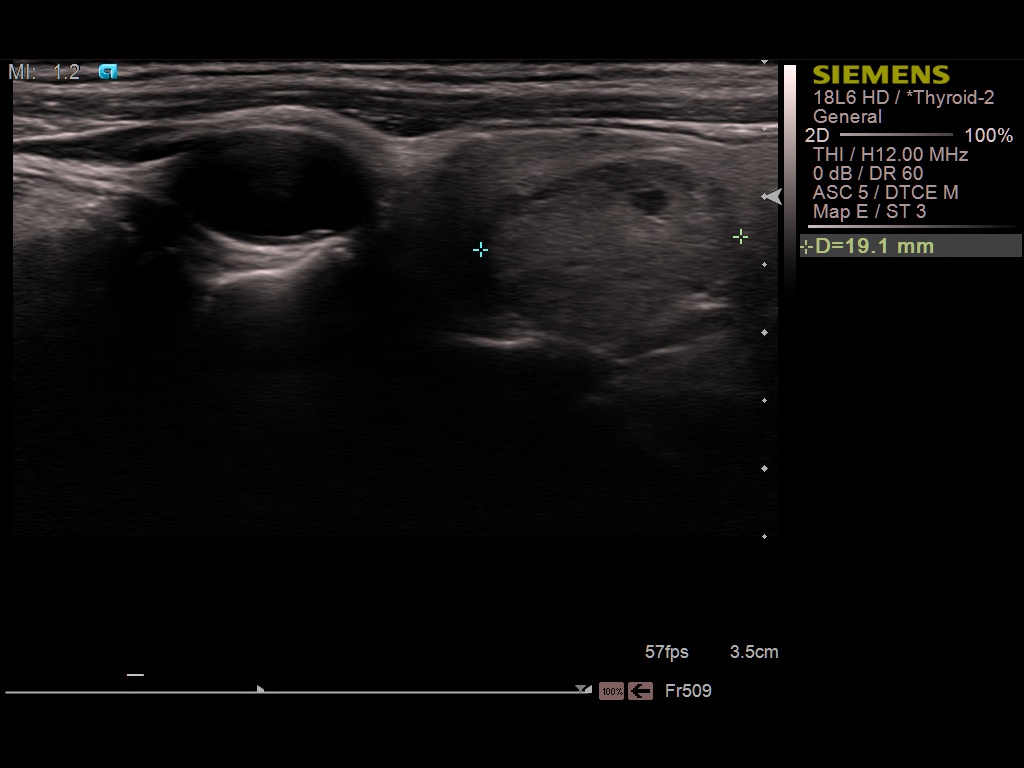 MI: 1.2
SIEMENS
18L6 HD / *Thyroid-2
General
2D 100%
THI / H12.00 MHz
0 dB / DR 60
ASC 5 / DTCE M
Map E / ST 3
D=19.1 mm
57fps 3.5cm
100% Fr509